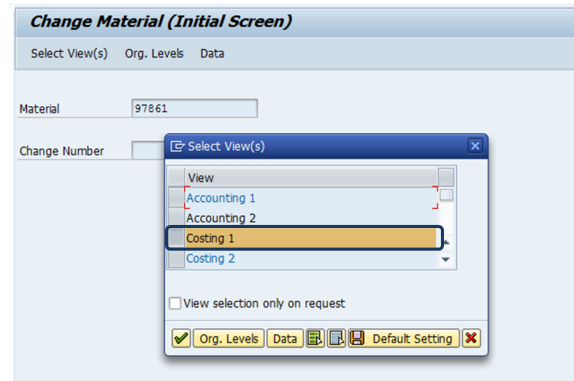 Change Material (Initial Screen)
Select View(s) Org. Levels Data
Material 97861
Change Number
Select View(s)
View
Accounting 1
Accounting 2
Costing 1
Costing 2
View selection only on request
Org. Levels Data Default Setting